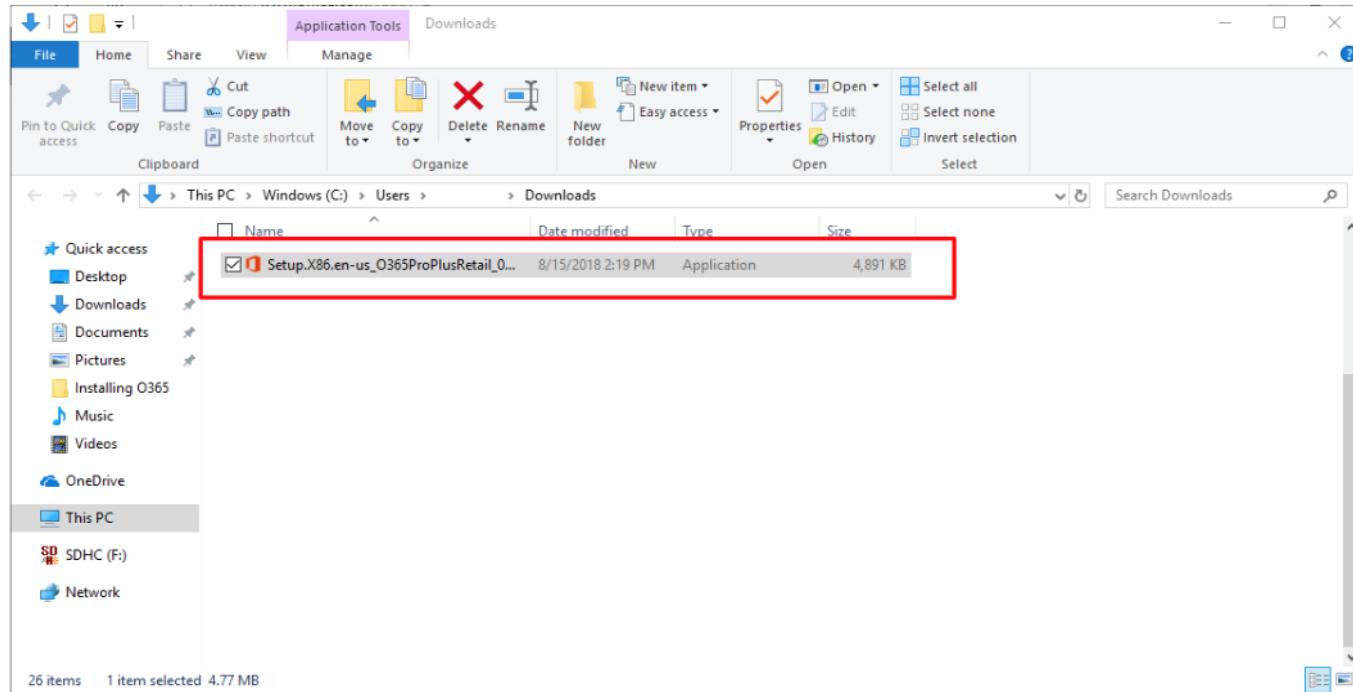 Application Tools Downloads
File Home Share View Manage
Pin to Quick access
Copy
Paste
Cut
Copy path
Paste shortcut
Clipboard
Move to
Copy to
Delete
Rename
Organize
New folder
New item
Easy access
New
Properties
Open
Edit
History
Open
Select all
Select none
Invert selection
Select
This PC > Windows (C:) > Users > > Downloads
Search Downloads
Name Date modified Type Size
Setup.X86.en-us_O365ProPlusRetail_0... 8/15/2018 2:19 PM Application 4,891 KB
Quick access
Desktop
Downloads
Documents
Pictures
Installing O365
Music
Videos
OneDrive
This PC
SDHC (F:)
Network
26 items 1 item selected 4.77 MB